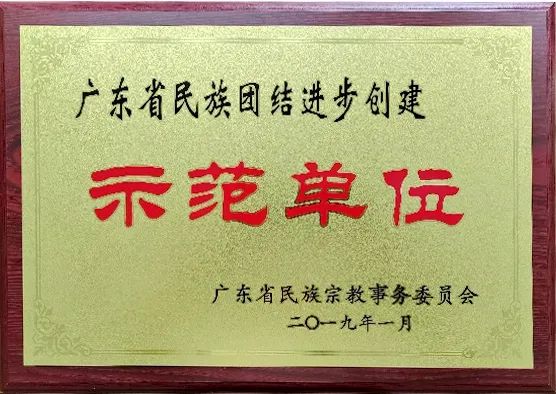 广东省民族团结进步创建
示范单位
广东省民族宗教事务委员会
二〇一九年一月